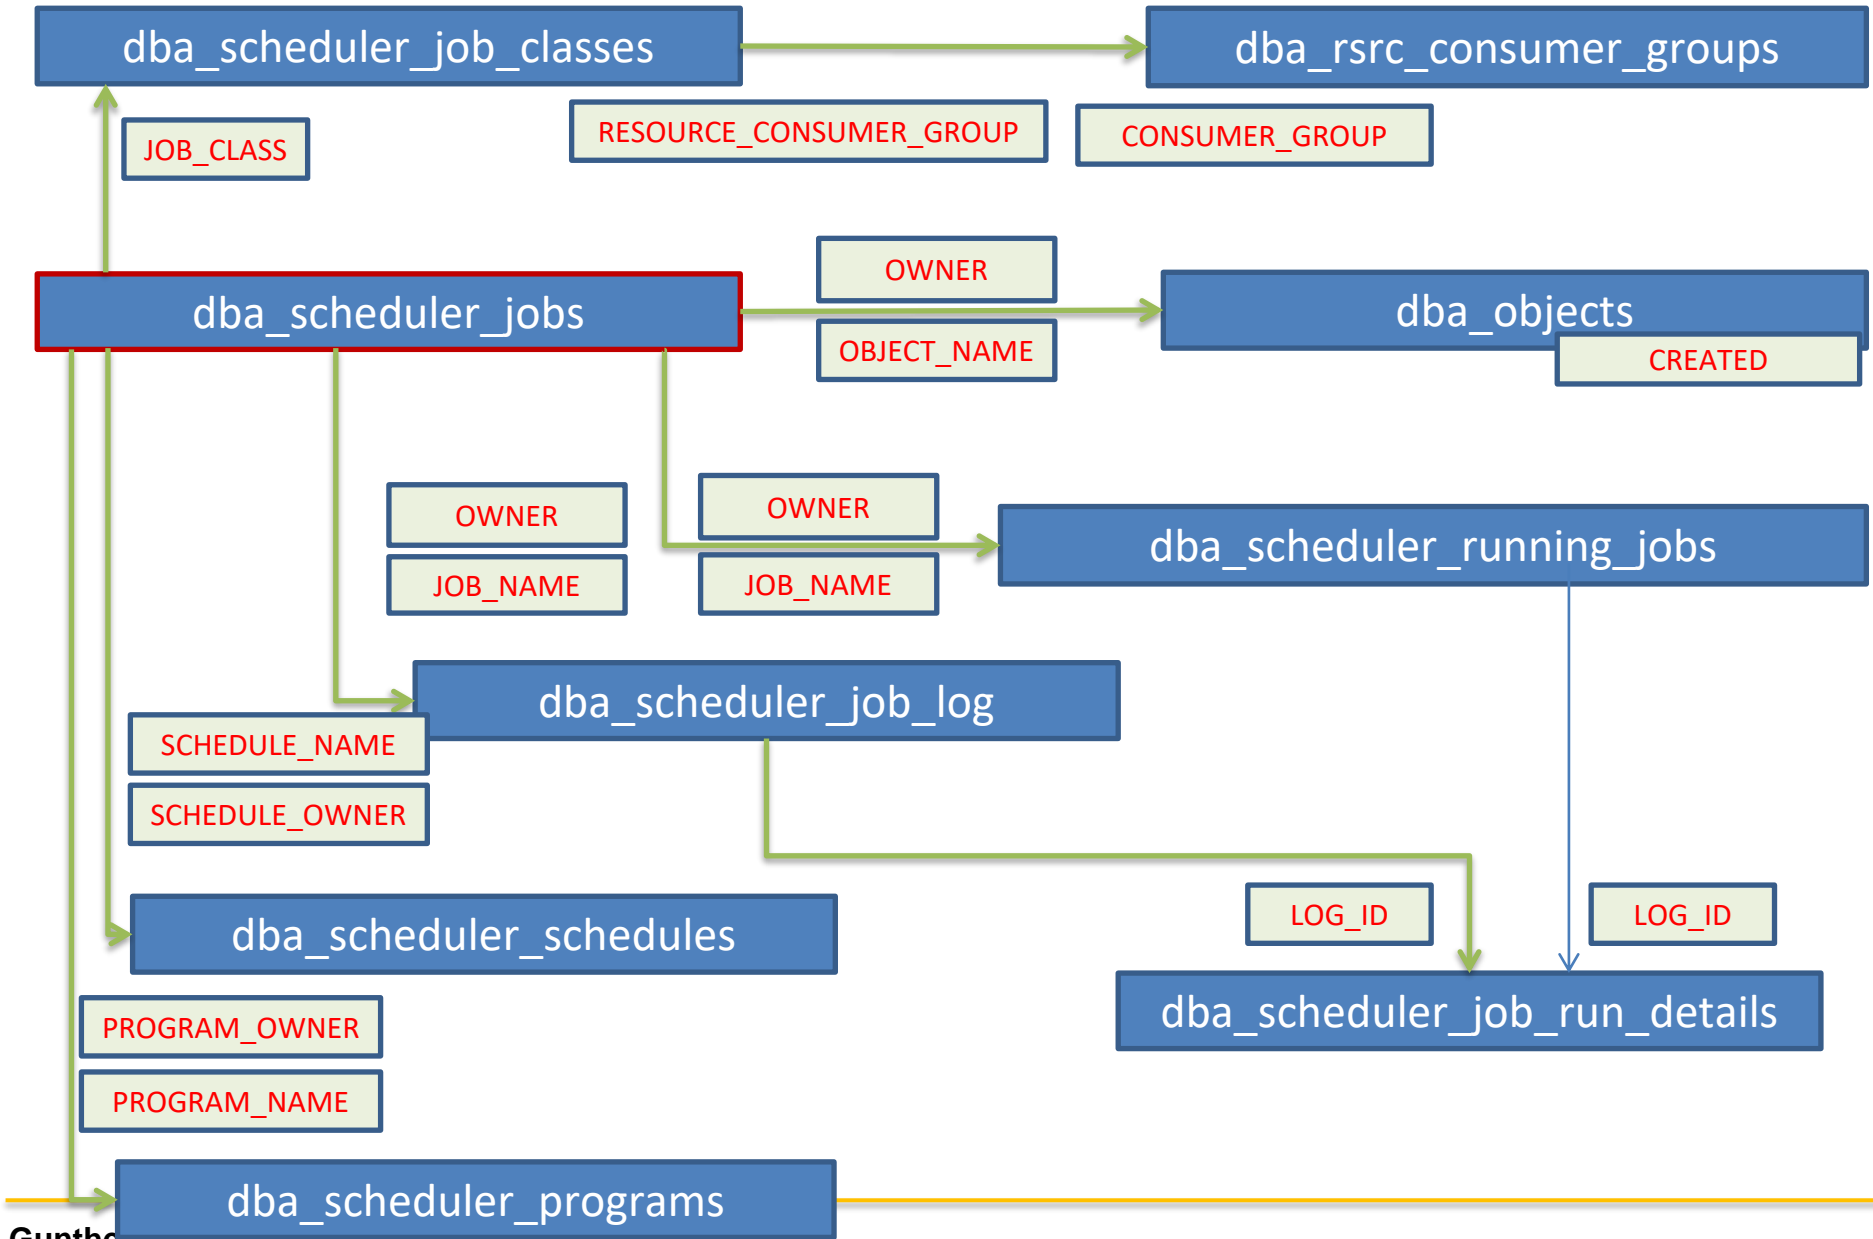 dba_scheduler_job_classes
dba_rsrc_consumer_groups
JOB_CLASS
RESOURCE_CONSUMER_GROUP
CONSUMER_GROUP
OWNER
dba_scheduler_jobs
dba_objects
OBJECT_NAME
CREATED
OWNER
OWNER
dba_scheduler_running_jobs
JOB_NAME
JOB_NAME
dba_scheduler_job_log
SCHEDULE_NAME
SCHEDULE_OWNER
LOG_ID
LOG_ID
dba_scheduler_schedules
dba_scheduler_job_run_details
PROGRAM_OWNER
PROGRAM_NAME
dba_scheduler_programs